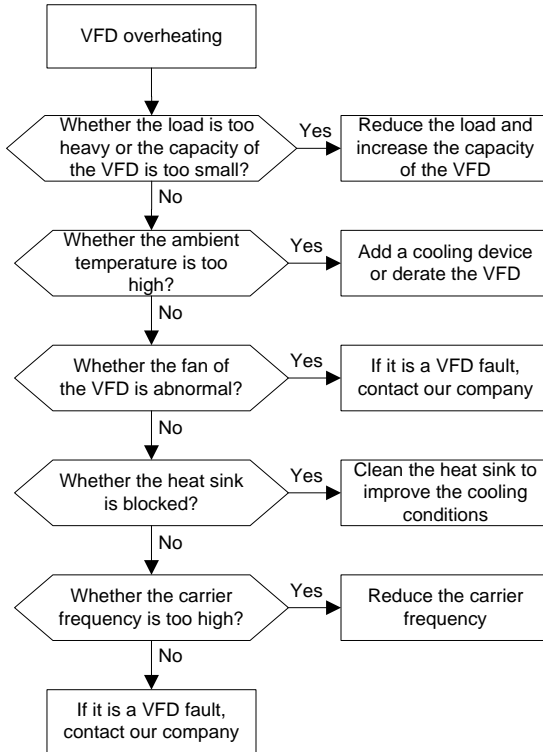 VFD overheating
Whether the load is too
heavy or the capacity of
the VFD is too small?
Yes
Reduce the load and
increase the capacity
of the VFD
No
Whether the ambient
temperature is too
high?
Yes
Add a cooling device
or derate the VFD
No
Whether the fan of
the VFD is abnormal?
Yes
If it is a VFD fault,
contact our company
No
Whether the heat sink
is blocked?
Yes
Clean the heat sink to
improve the cooling
conditions
No
Whether the carrier
frequency is too high?
Yes
Reduce the carrier
frequency
No
If it is a VFD fault,
contact our company